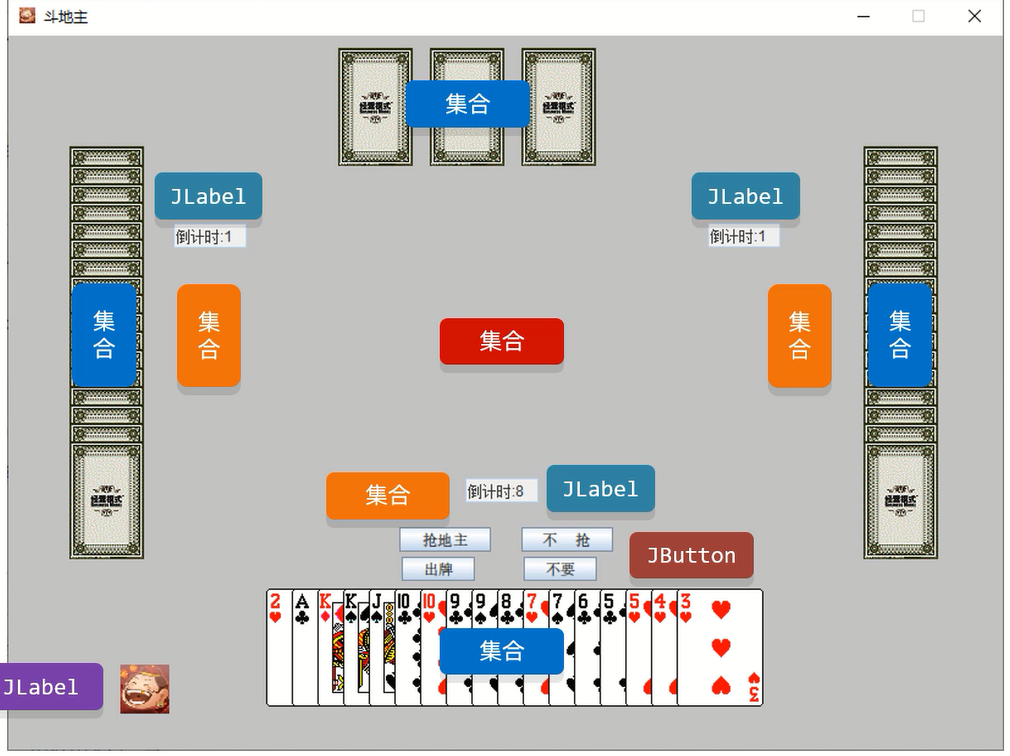 斗地主
集合
JLabel
JLabel
倒计时:1
倒计时:1
集
合
集
合
集合
集
合
集
合
集合
倒计时:8
JLabel
抢地主
不 抢
JButton
出牌
不要
2 A K K J 10 10 9 9 8 7 7 6 5 5 4 3
集合
JLabel
3